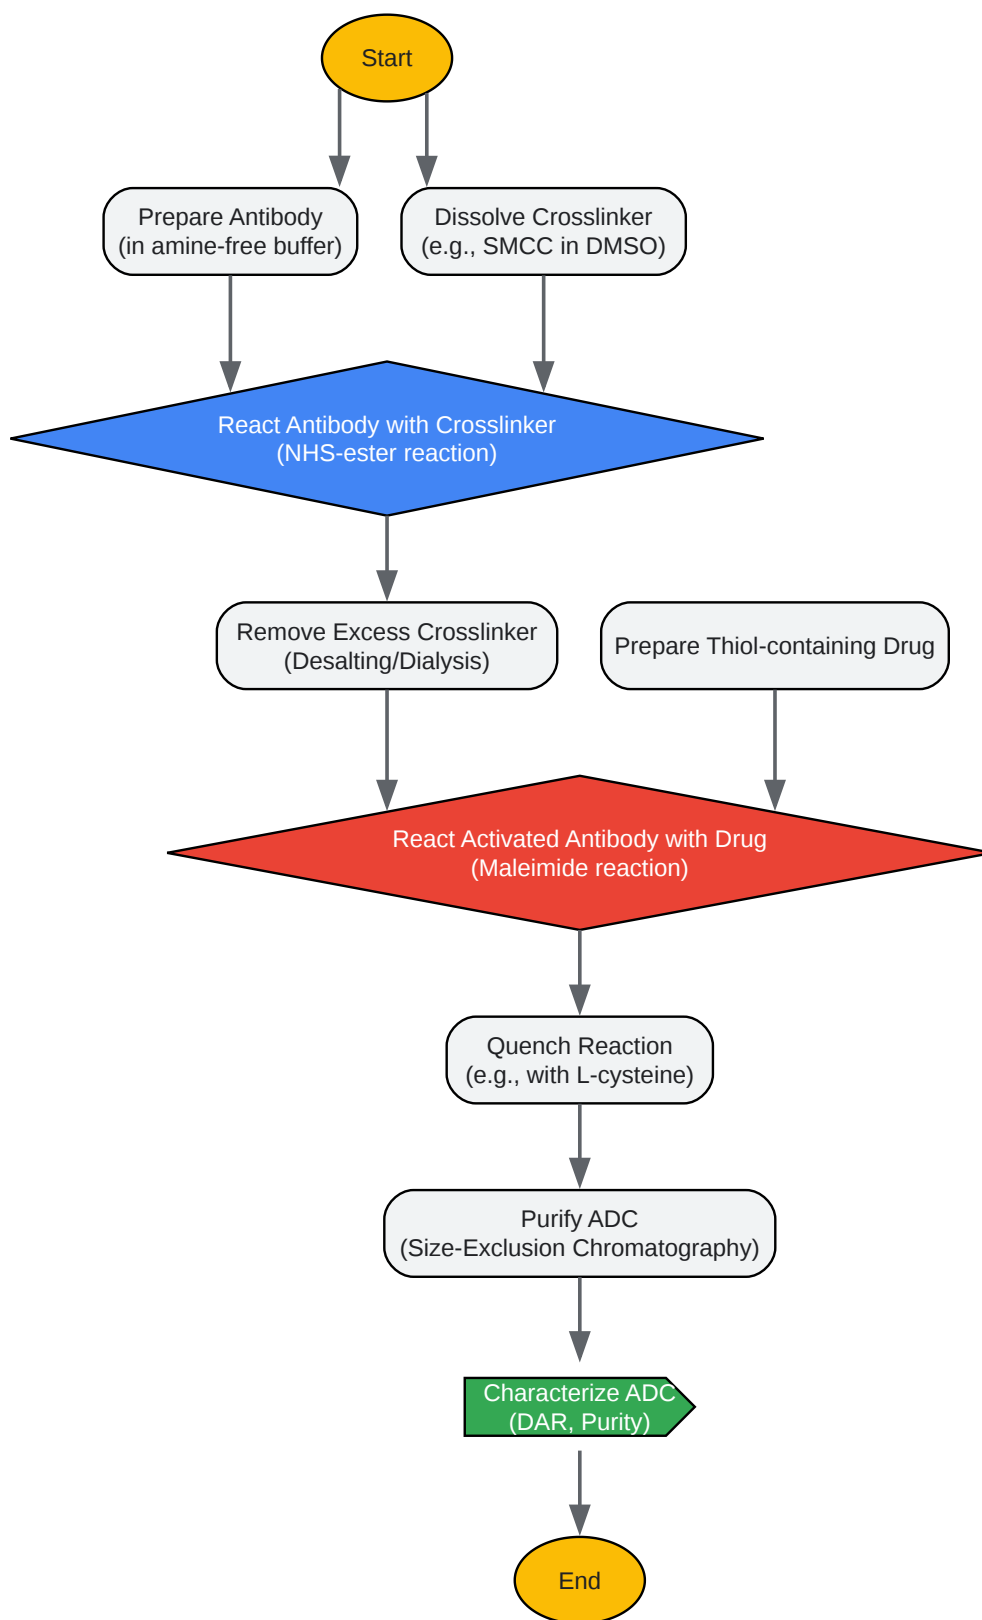 Start
Prepare Antibody
(in amine-free buffer)
Dissolve Crosslinker
(e.g., SMCC in DMSO)
React Antibody with Crosslinker
(NHS-ester reaction)
Remove Excess Crosslinker
(Desalting/Dialysis)
Prepare Thiol-containing Drug
React Activated Antibody with Drug
(Maleimide reaction)
Quench Reaction
(e.g., with L-cysteine)
Purify ADC
(Size-Exclusion Chromatography)
Characterize ADC
(DAR, Purity)
End